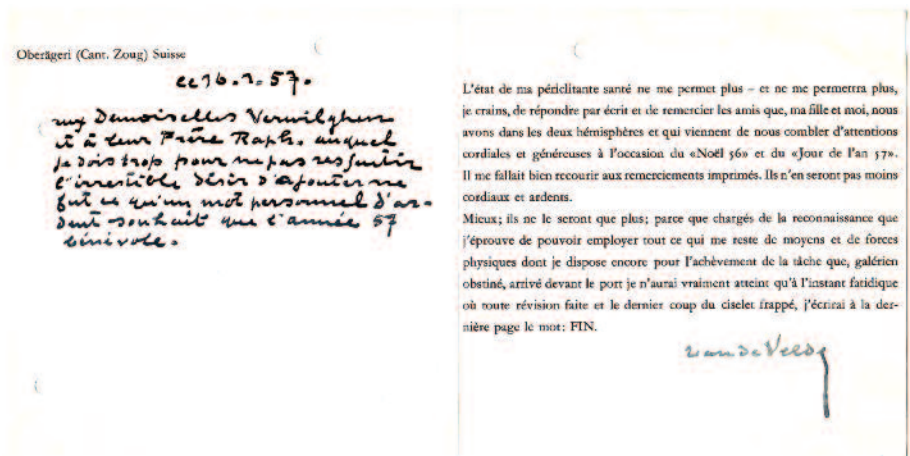 Oberägeri (Cant. Zoug) Suisse
ce 16.1.57.
aux Demoiselles Verwilghen
et à leur Frère Raph. auquel
je dois trop pour ne pas ressentir
l'irrestible désir d'ajouter ne
fut ce qu'un mot personnel d'ar-
dent souhait que l'année 57
bénévole.
L'état de ma périclitante santé ne me permet plus – et ne me permettra plus,
je crains, de répondre par écrit et de remercier les amis que, ma fille et moi, nous
avons dans les deux hémisphères et qui viennent de nous combler d'attentions
cordiales et généreuses à l'occasion du «Noël 56» et du «Jour de l'an 57».
Il me fallait bien recourir aux remerciements imprimés. Ils n'en seront pas moins
cordiaux et ardents.
Mieux; ils ne le seront que plus; parce que chargés de la reconnaissance que
j'éprouve de pouvoir employer tout ce qui me reste de moyens et de forces
physiques dont je dispose encore pour l'achèvement de la tâche que, galérien
obstiné, arrivé devant le port je n'aurai vraiment atteint qu'à l'instant fatidique
où toute révision faite et le dernier coup du ciselet frappé, j'écrirai à la der-
nière page le mot: FIN.
van de Velde